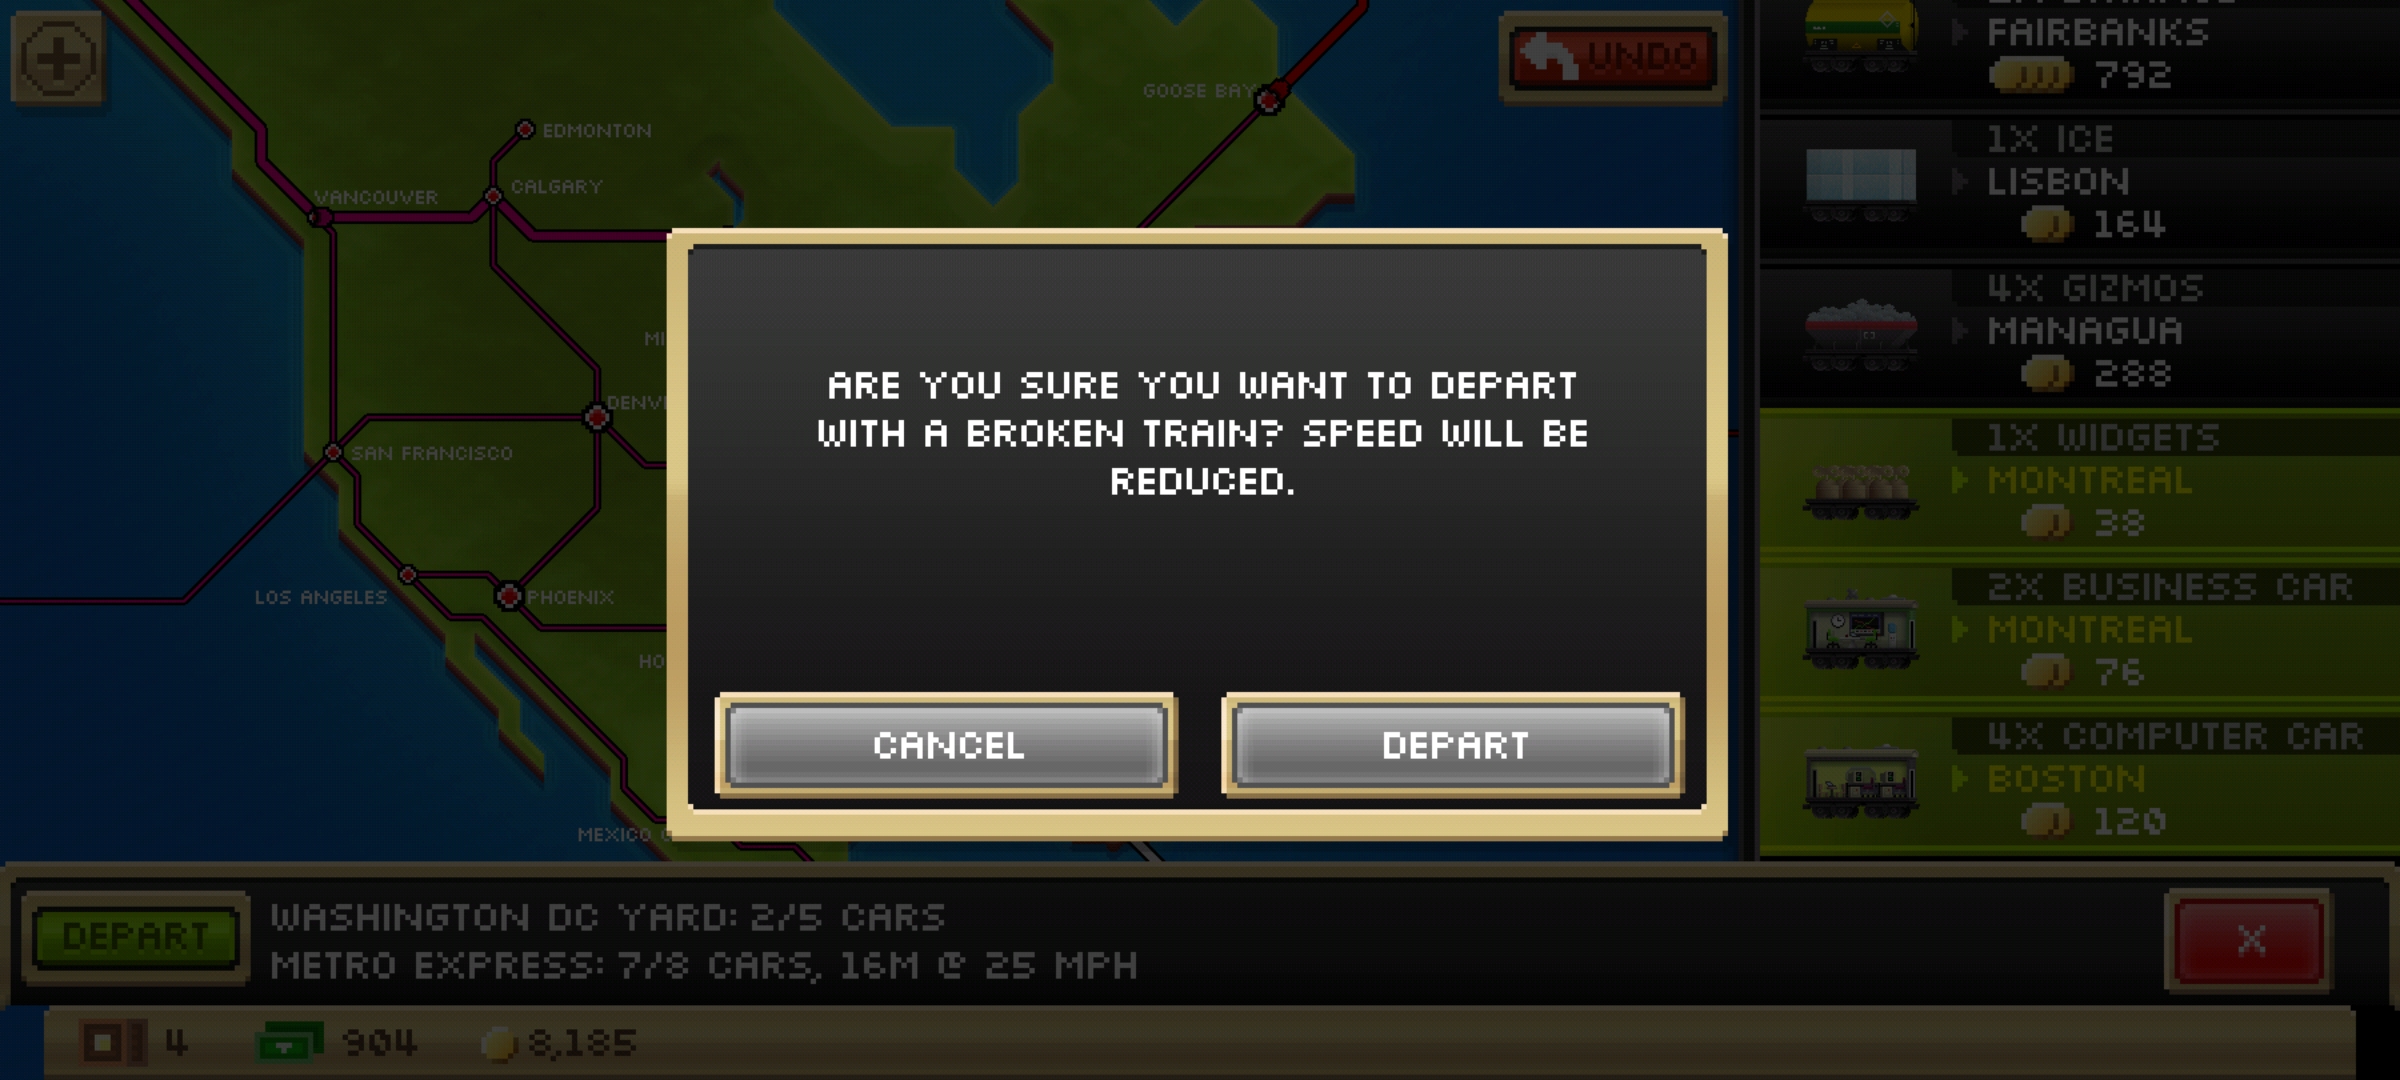 UNDO
GOOSE BAY
EDMONTON
CALGARY
VANCOUVER
DENV
SAN FRANCISCO
LOS ANGELES
PHOENIX
MEXICO
FAIRBANKS
792
1X ICE
LISBON
164
4X GIZMOS
MANAGUA
288
1X WIDGETS
MONTREAL
38
2X BUSINESS CAR
MONTREAL
76
4X COMPUTER CAR
BOSTON
120
ARE YOU SURE YOU WANT TO DEPART
WITH A BROKEN TRAIN? SPEED WILL BE
REDUCED.
CANCEL
DEPART
DEPART
WASHINGTON DC YARD: 2/5 CARS
METRO EXPRESS: 7/8 CARS, 16M @ 25 MPH
X
4
904
8,185